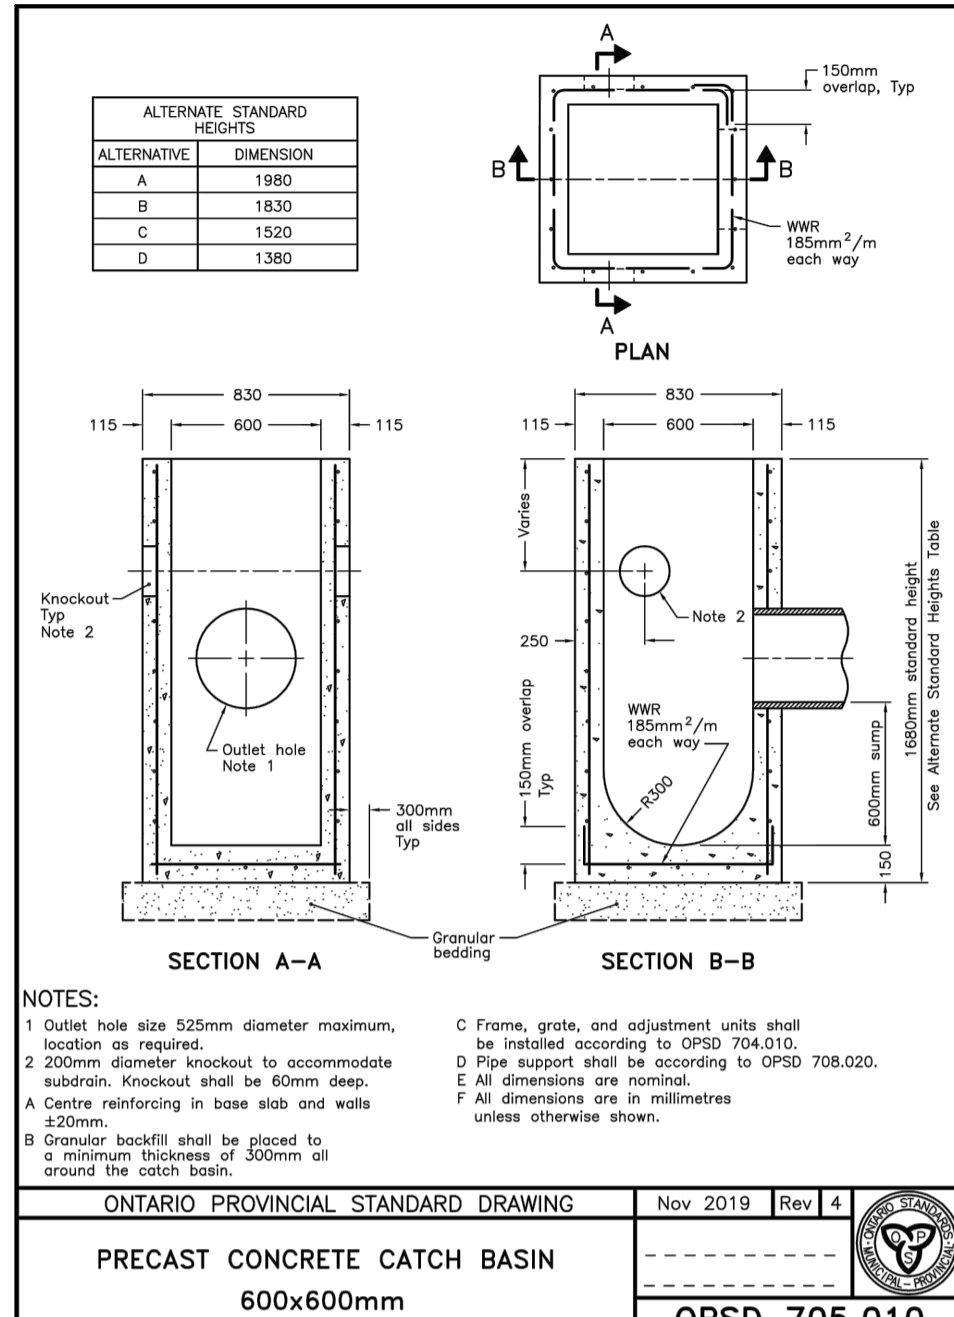 ALTERNATE STANDARD
HEIGHTS
ALTERNATIVE DIMENSION
A 1980
B 1830
C 1520
D 1380
A
150mm
overlap, Typ
B
B
WWR
185mm²/m
each way
A
PLAN
830
115
600
115
Knockout
Typ
Note 2
Outlet hole
Note 1
300mm
all sides
Typ
SECTION A-A
830
115
600
115
Varies
Note 2
250
WWR
185mm²/m
each way
150mm overlap
Typ
R300
600mm sump
150
1680mm standard height
See Alternate Standard Heights Table
Granular
bedding
SECTION B-B
NOTES:
1 Outlet hole size 525mm diameter maximum,
location as required.
2 200mm diameter knockout to accommodate
subdrain. Knockout shall be 60mm deep.
A Centre reinforcing in base slab and walls
±20mm.
B Granular backfill shall be placed to
a minimum thickness of 300mm all
around the catch basin.
C Frame, grate, and adjustment units shall
be installed according to OPSD 704.010.
D Pipe support shall be according to OPSD 708.020.
E All dimensions are nominal.
F All dimensions are in millimetres
unless otherwise shown.
ONTARIO PROVINCIAL STANDARD DRAWING
Nov 2019 Rev 4
PRECAST CONCRETE CATCH BASIN
600x600mm
ONTARIO STANDARDS
MUNICIPAL - PROVINCIAL
O P
S
OPSD 705.010